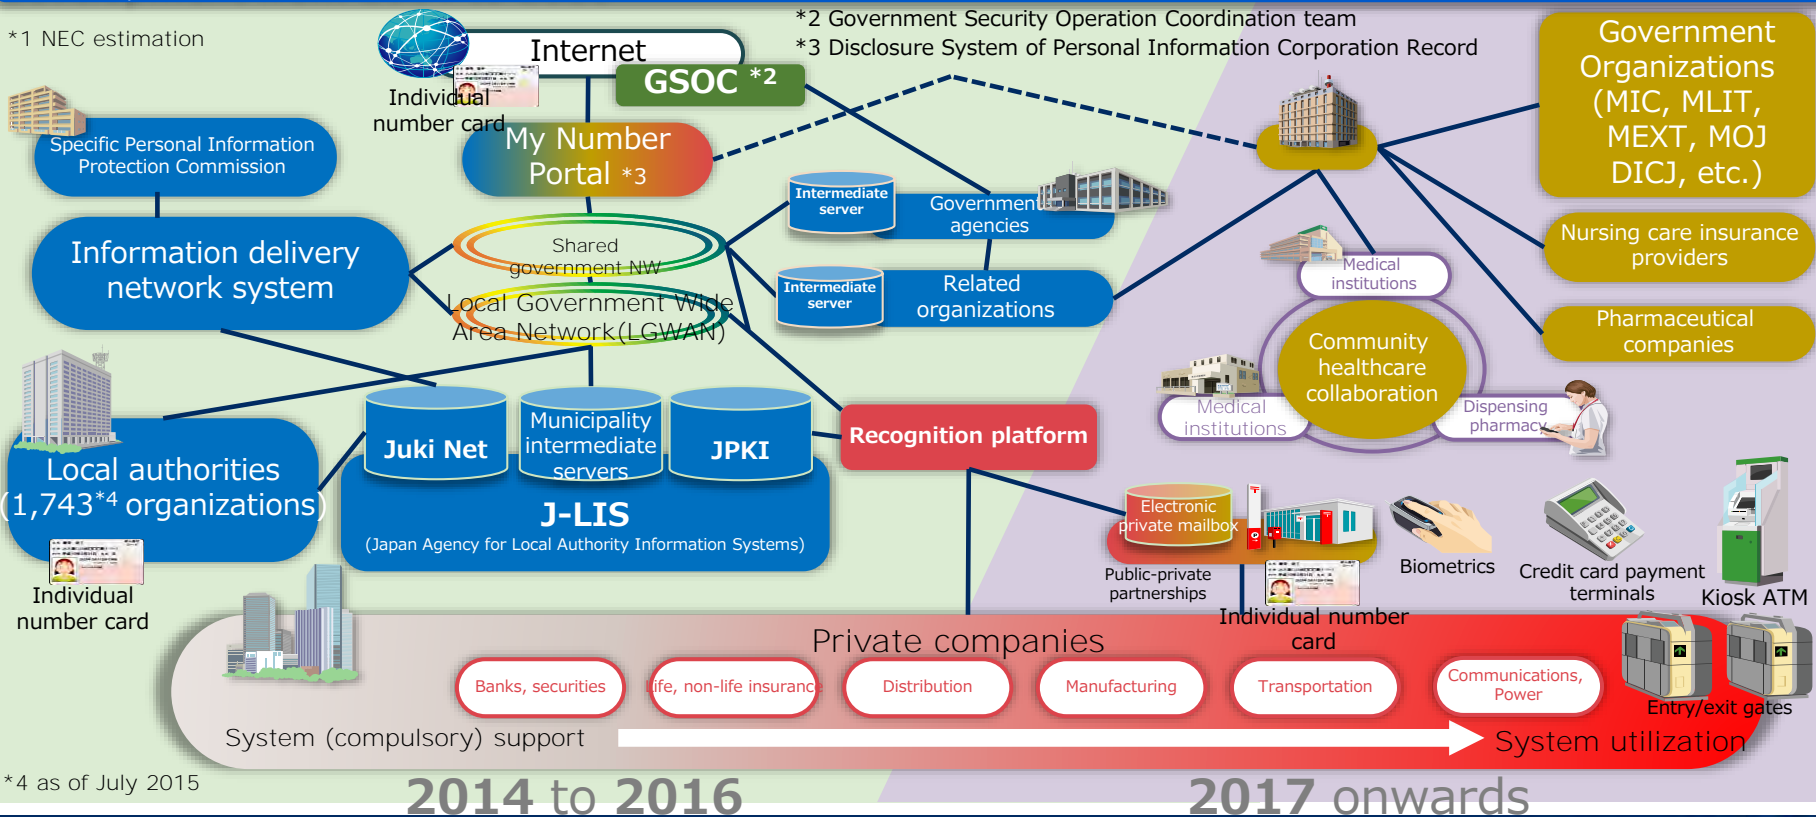 *1 NEC estimation
*2 Government Security Operation Coordination team
*3 Disclosure System of Personal Information Corporation Record
Internet
GSOC *2
Individual
number card
My Number
Portal *3
Specific Personal Information
Protection Commission
Information delivery
network system
Shared
government NW
Local Government Wide
Area Network(LGWAN)
Intermediate
server
Government
agencies
Intermediate
server
Related
organizations
Government
Organizations
(MIC, MLIT,
MEXT, MOJ
DICJ, etc.)
Nursing care insurance
providers
Pharmaceutical
companies
Medical
institutions
Community
healthcare
collaboration
Medical
institutions
Dispensing
pharmacy
Local authorities
(1,743*4 organizations)
Individual
number card
Juki Net
Municipality
intermediate
servers
JPKI
J-LIS
(Japan Agency for Local Authority Information Systems)
Recognition platform
Electronic
private mailbox
Public-private
partnerships
Individual number
card
Biometrics
Credit card payment
terminals
Kiosk ATM
Entry/exit gates
Private companies
Banks, securities
Life, non-life insurance
Distribution
Manufacturing
Transportation
Communications,
Power
System (compulsory) support
System utilization
*4 as of July 2015
2014 to 2016
2017 onwards